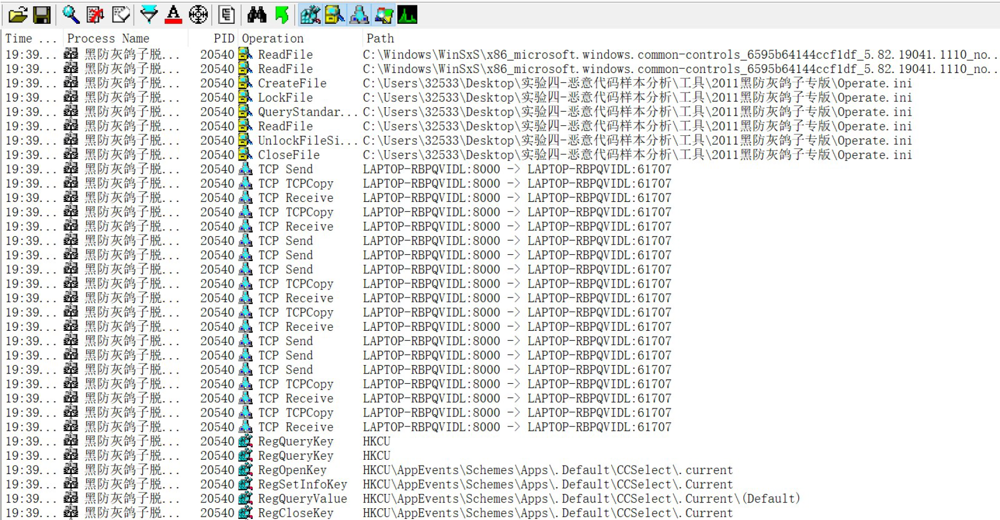 Time ... Process Name PID Operation Path
19:39... 黑防灰鸽子脱... 20540 ReadFile C:\Windows\WinSxS\x86_microsoft.windows.common-controls_6595b64144ccf1df_5.82.19041.1110_no...
19:39... 黑防灰鸽子脱... 20540 ReadFile C:\Windows\WinSxS\x86_microsoft.windows.common-controls_6595b64144ccf1df_5.82.19041.1110_no...
19:39... 黑防灰鸽子脱... 20540 CreateFile C:\Users\32533\Desktop\实验四-恶意代码样本分析\工具\2011黑防灰鸽子专版\Operate.ini
19:39... 黑防灰鸽子脱... 20540 LockFile C:\Users\32533\Desktop\实验四-恶意代码样本分析\工具\2011黑防灰鸽子专版\Operate.ini
19:39... 黑防灰鸽子脱... 20540 QueryStandar... C:\Users\32533\Desktop\实验四-恶意代码样本分析\工具\2011黑防灰鸽子专版\Operate.ini
19:39... 黑防灰鸽子脱... 20540 ReadFile C:\Users\32533\Desktop\实验四-恶意代码样本分析\工具\2011黑防灰鸽子专版\Operate.ini
19:39... 黑防灰鸽子脱... 20540 UnlockFileSi... C:\Users\32533\Desktop\实验四-恶意代码样本分析\工具\2011黑防灰鸽子专版\Operate.ini
19:39... 黑防灰鸽子脱... 20540 CloseFile C:\Users\32533\Desktop\实验四-恶意代码样本分析\工具\2011黑防灰鸽子专版\Operate.ini
19:39... 黑防灰鸽子脱... 20540 TCP Send LAPTOP-RBPQVIDL:8000 -> LAPTOP-RBPQVIDL:61707
19:39... 黑防灰鸽子脱... 20540 TCP TCPCopy LAPTOP-RBPQVIDL:8000 -> LAPTOP-RBPQVIDL:61707
19:39... 黑防灰鸽子脱... 20540 TCP Receive LAPTOP-RBPQVIDL:8000 -> LAPTOP-RBPQVIDL:61707
19:39... 黑防灰鸽子脱... 20540 TCP TCPCopy LAPTOP-RBPQVIDL:8000 -> LAPTOP-RBPQVIDL:61707
19:39... 黑防灰鸽子脱... 20540 TCP Receive LAPTOP-RBPQVIDL:8000 -> LAPTOP-RBPQVIDL:61707
19:39... 黑防灰鸽子脱... 20540 TCP Send LAPTOP-RBPQVIDL:8000 -> LAPTOP-RBPQVIDL:61707
19:39... 黑防灰鸽子脱... 20540 TCP Send LAPTOP-RBPQVIDL:8000 -> LAPTOP-RBPQVIDL:61707
19:39... 黑防灰鸽子脱... 20540 TCP Send LAPTOP-RBPQVIDL:8000 -> LAPTOP-RBPQVIDL:61707
19:39... 黑防灰鸽子脱... 20540 TCP TCPCopy LAPTOP-RBPQVIDL:8000 -> LAPTOP-RBPQVIDL:61707
19:39... 黑防灰鸽子脱... 20540 TCP Receive LAPTOP-RBPQVIDL:8000 -> LAPTOP-RBPQVIDL:61707
19:39... 黑防灰鸽子脱... 20540 TCP TCPCopy LAPTOP-RBPQVIDL:8000 -> LAPTOP-RBPQVIDL:61707
19:39... 黑防灰鸽子脱... 20540 TCP Receive LAPTOP-RBPQVIDL:8000 -> LAPTOP-RBPQVIDL:61707
19:39... 黑防灰鸽子脱... 20540 TCP Send LAPTOP-RBPQVIDL:8000 -> LAPTOP-RBPQVIDL:61707
19:39... 黑防灰鸽子脱... 20540 TCP Send LAPTOP-RBPQVIDL:8000 -> LAPTOP-RBPQVIDL:61707
19:39... 黑防灰鸽子脱... 20540 TCP Send LAPTOP-RBPQVIDL:8000 -> LAPTOP-RBPQVIDL:61707
19:39... 黑防灰鸽子脱... 20540 TCP TCPCopy LAPTOP-RBPQVIDL:8000 -> LAPTOP-RBPQVIDL:61707
19:39... 黑防灰鸽子脱... 20540 TCP Receive LAPTOP-RBPQVIDL:8000 -> LAPTOP-RBPQVIDL:61707
19:39... 黑防灰鸽子脱... 20540 TCP TCPCopy LAPTOP-RBPQVIDL:8000 -> LAPTOP-RBPQVIDL:61707
19:39... 黑防灰鸽子脱... 20540 TCP Receive LAPTOP-RBPQVIDL:8000 -> LAPTOP-RBPQVIDL:61707
19:39... 黑防灰鸽子脱... 20540 RegQueryKey HKCU
19:39... 黑防灰鸽子脱... 20540 RegQueryKey HKCU
19:39... 黑防灰鸽子脱... 20540 RegOpenKey HKCU\AppEvents\Schemes\Apps\.Default\CCSelect\.current
19:39... 黑防灰鸽子脱... 20540 RegSetInfoKey HKCU\AppEvents\Schemes\Apps\.Default\CCSelect\.Current
19:39... 黑防灰鸽子脱... 20540 RegQueryValue HKCU\AppEvents\Schemes\Apps\.Default\CCSelect\.Current\(Default)
19:39... 黑防灰鸽子脱... 20540 RegCloseKey HKCU\AppEvents\Schemes\Apps\.Default\CCSelect\.Current